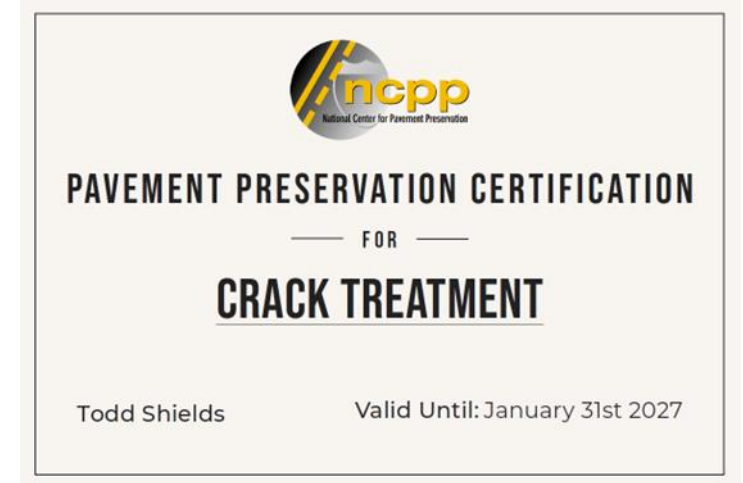 ncpp
National Center for Pavement Preservation
PAVEMENT PRESERVATION CERTIFICATION
FOR
CRACK TREATMENT
Todd Shields
Valid Until: January 31st 2027